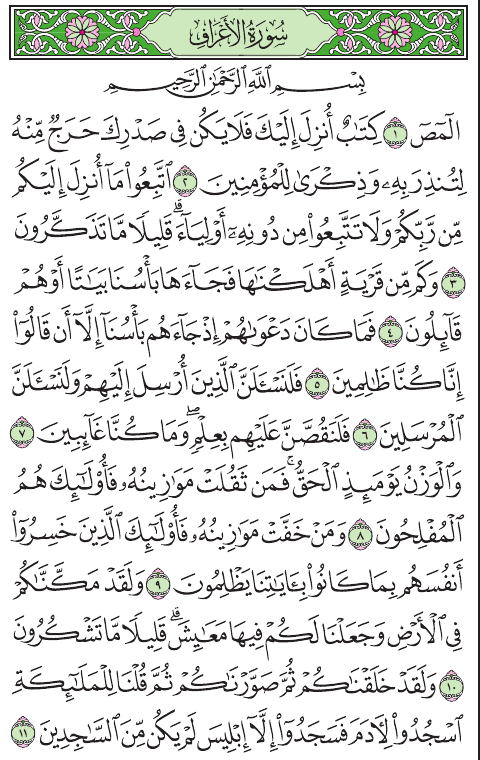 سُورَةُ الأَعْرَافِ
بِسْمِ ٱللَّهِ ٱلرَّحْمَٰنِ ٱلرَّحِيمِ
الٓمٓصٓ ١ كِتَٰبٌ أُنزِلَ إِلَيْكَ فَلَا يَكُن فِى صَدْرِكَ حَرَجٌ مِّنْهُ
لِتُنذِرَ بِهِۦ وَذِكْرَىٰ لِلْمُؤْمِنِينَ ٢ ٱتَّبِعُوا۟ مَآ أُنزِلَ إِلَيْكُم
مِّن رَّبِّكُمْ وَلَا تَتَّبِعُوا۟ مِن دُونِهِۦٓ أَوْلِيَآءَ ۗ قَلِيلًا مَّا تَذَكَّرُونَ
٣ وَكَم مِّن قَرْيَةٍ أَهْلَكْنَٰهَا فَجَآءَهَا بَأْسُنَا بَيَٰتًا أَوْ هُمْ
قَآئِلُونَ ٤ فَمَا كَانَ دَعْوَىٰهُمْ إِذْ جَآءَهُم بَأْسُنَآ إِلَّآ أَن قَالُوٓا۟
إِنَّا كُنَّا ظَٰلِمِينَ ٥ فَلَنَسْـَٔلَنَّ ٱلَّذِينَ أُرْسِلَ إِلَيْهِمْ وَلَنَسْـَٔلَنَّ
ٱلْمُرْسَلِينَ ٦ فَلَنَقُصَّنَّ عَلَيْهِم بِعِلْمٍ ۖ وَمَا كُنَّا غَآئِبِينَ ٧
وَٱلْوَزْنُ يَوْمَئِذٍ ٱلْحَقُّ ۚ فَمَن ثَقُلَتْ مَوَٰزِينُهُۥ فَأُو۟لَٰٓئِكَ هُمُ
ٱلْمُفْلِحُونَ ٨ وَمَنْ خَفَّتْ مَوَٰزِينُهُۥ فَأُو۟لَٰٓئِكَ ٱلَّذِينَ خَسِرُوٓا۟
أَنفُسَهُم بِمَا كَانُوا۟ بِـَٔايَٰتِنَا يَظْلِمُونَ ٩ وَلَقَدْ مَكَّنَّٰكُمْ
فِى ٱلْأَرْضِ وَجَعَلْنَا لَكُمْ فِيهَا مَعَٰيِشَ ۗ قَلِيلًا مَّا تَشْكُرُونَ
١٠ وَلَقَدْ خَلَقْنَٰكُمْ ثُمَّ صَوَّرْنَٰكُمْ ثُمَّ قُلْنَا لِلْمَلَٰٓئِكَةِ
ٱسْجُدُوا۟ لِـَٔادَمَ فَسَجَدُوٓا۟ إِلَّآ إِبْلِيسَ لَمْ يَكُن مِّنَ ٱلسَّٰجِدِينَ ١١